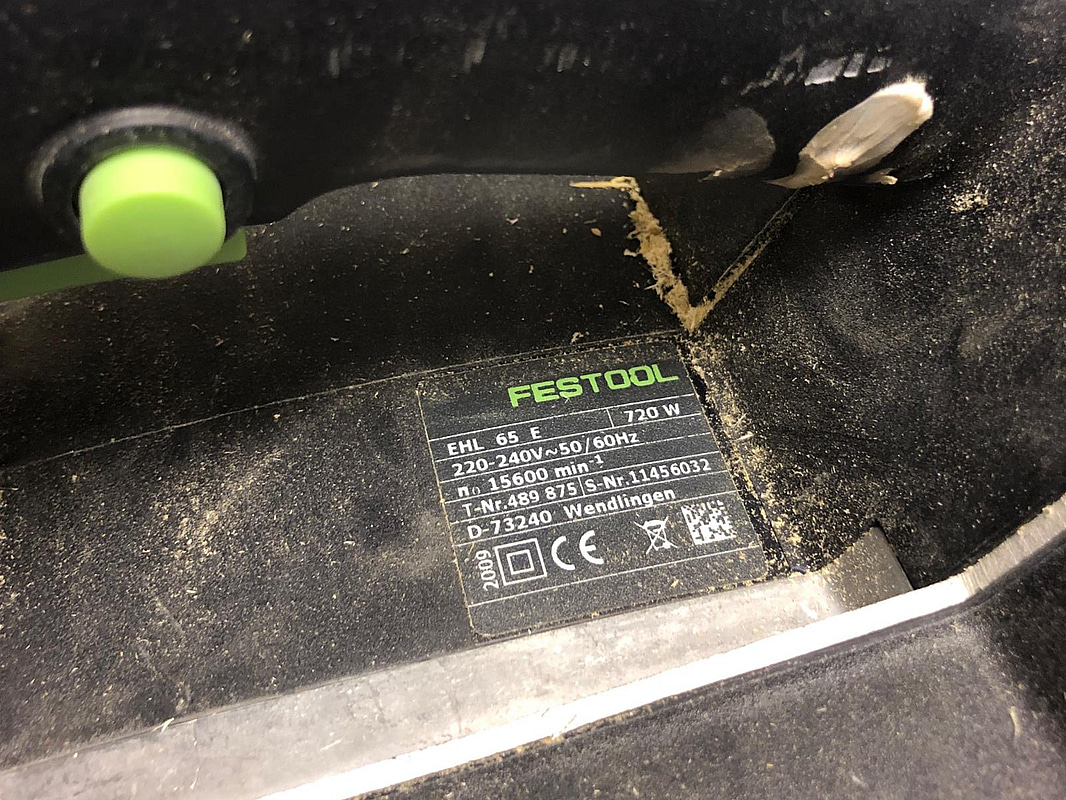 FESTOOL
EHL 65 E 720 W
220-240V~50/60Hz
n₀ 15600 min⁻¹
T-Nr.489 875 S-Nr.11456032
D-73240 Wendlingen
2009 CE